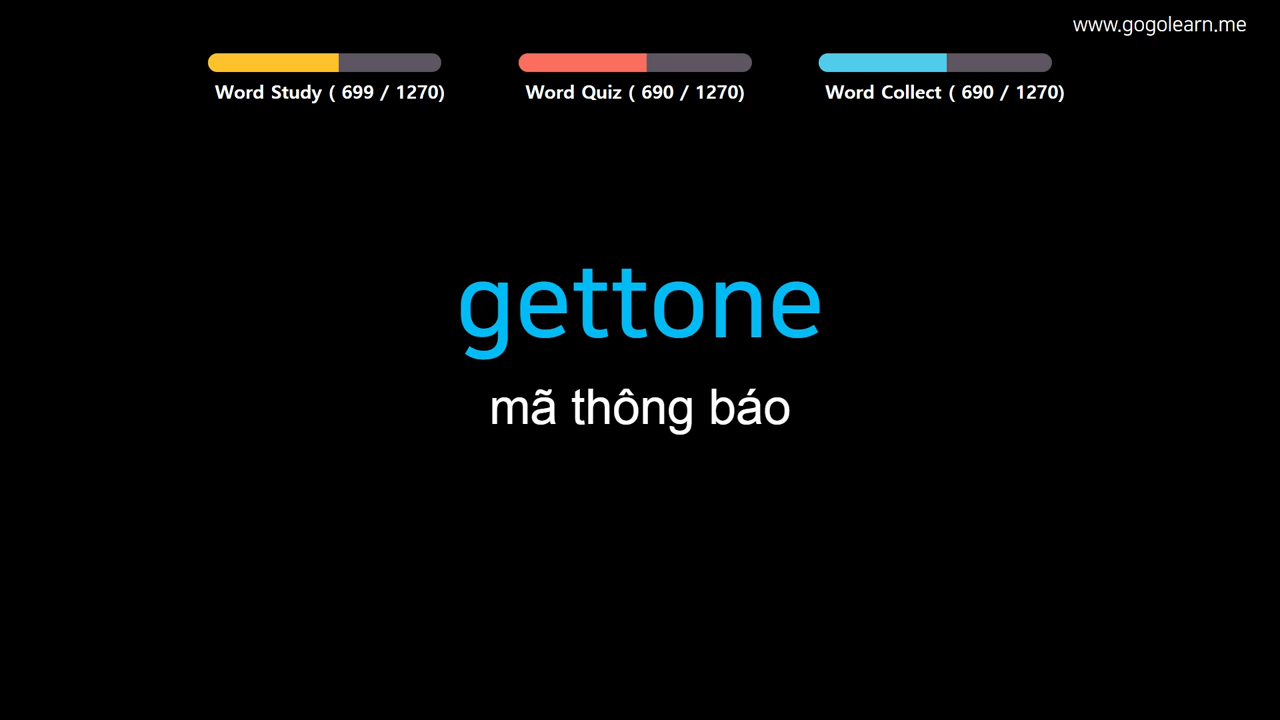 www.gogolearn.me
Word Study ( 699 / 1270)
Word Quiz ( 690 / 1270)
Word Collect ( 690 / 1270)
gettone
mã thông báo